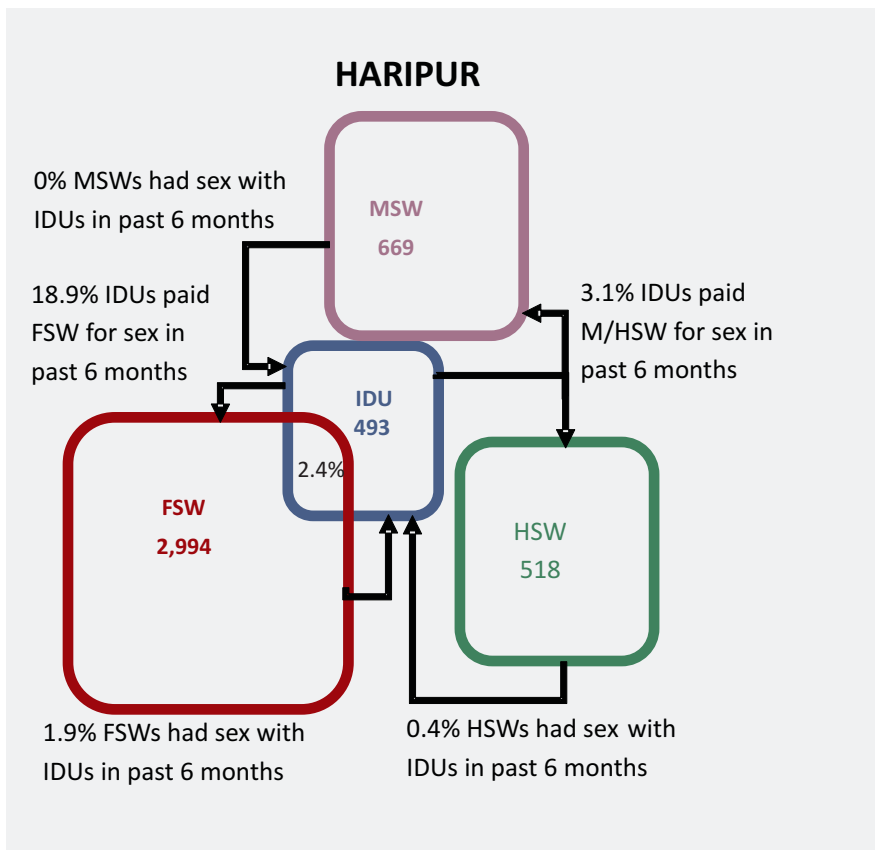 HARIPUR
0% MSWs had sex with
IDUs in past 6 months
MSW
669
18.9% IDUs paid
FSW for sex in
past 6 months
3.1% IDUs paid
M/HSW for sex in
past 6 months
IDU
493
2.4%
FSW
2,994
HSW
518
1.9% FSWs had sex with
IDUs in past 6 months
0.4% HSWs had sex with
IDUs in past 6 months